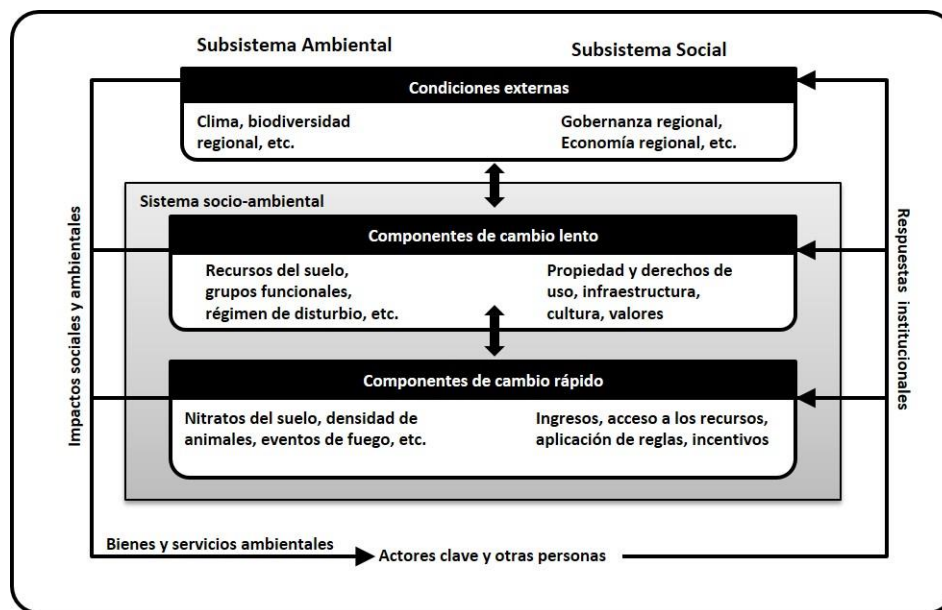 Subsistema Ambiental
Subsistema Social
Condiciones externas
Clima, biodiversidad
regional, etc.
Gobernanza regional,
Economía regional, etc.
Sistema socio-ambiental
Componentes de cambio lento
Recursos del suelo,
grupos funcionales,
régimen de disturbio, etc.
Propiedad y derechos de
uso, infraestructura,
cultura, valores
Componentes de cambio rápido
Nitratos del suelo, densidad de
animales, eventos de fuego, etc.
Ingresos, acceso a los recursos,
aplicación de reglas, incentivos
Impactos sociales y ambientales
Respuestas institucionales
Bienes y servicios ambientales
Actores clave y otras personas